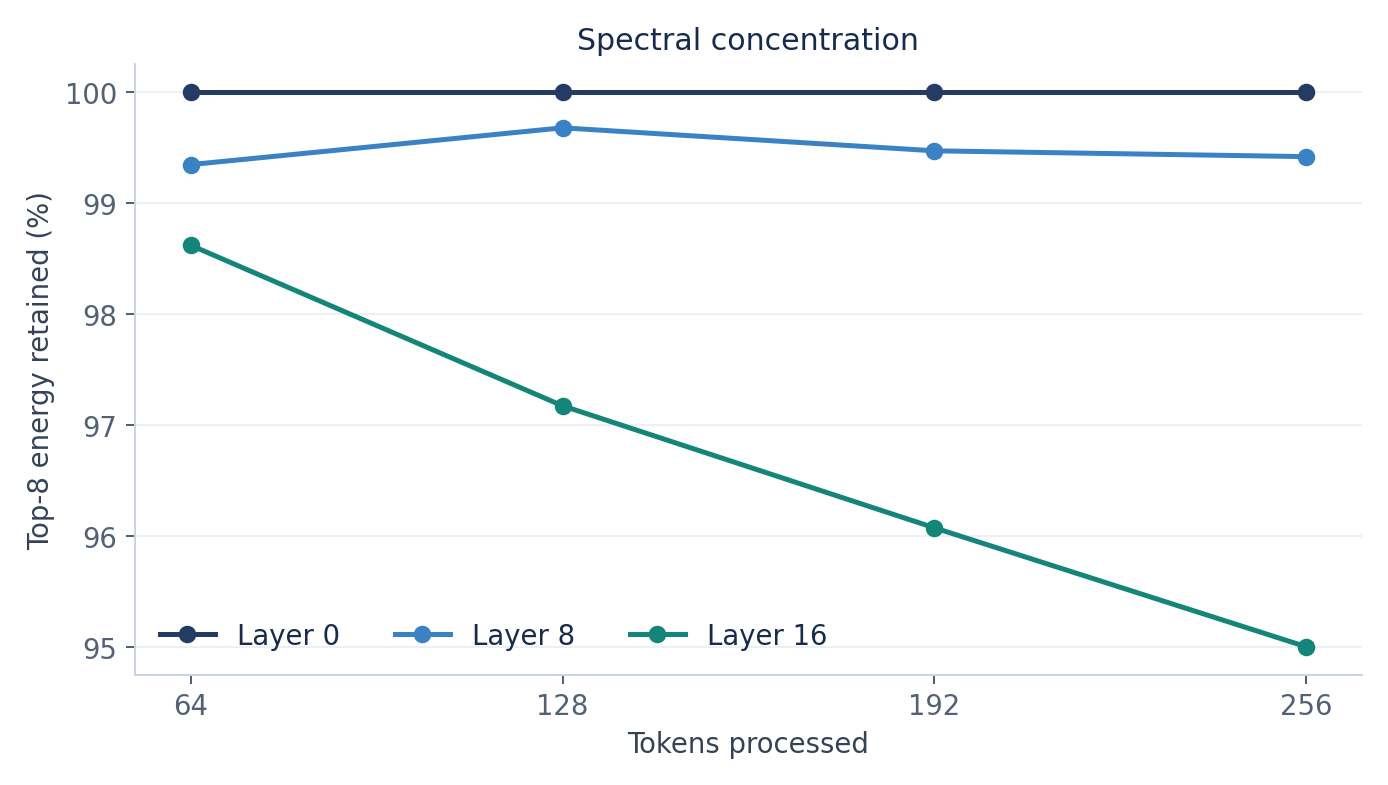 Spectral concentration
Top-8 energy retained (%)
100
99
98
97
96
95
Layer 0
Layer 8
Layer 16
64
128
192
256
Tokens processed